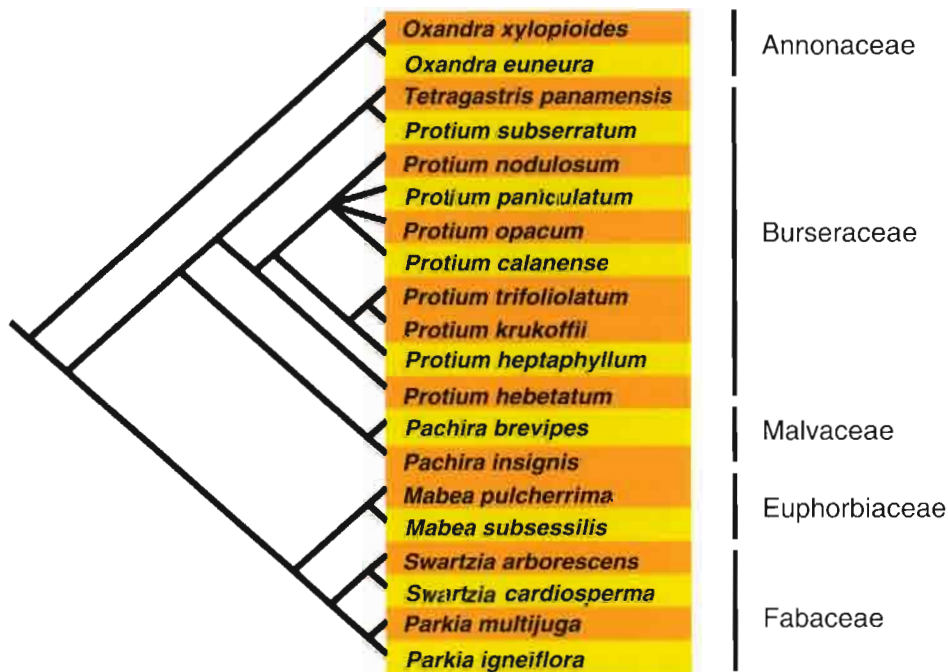 Oxandra xylopioides
Oxandra euneura
Tetragastris panamensis
Protium subserratum
Protium nodulosum
Protium paniculatum
Protium opacum
Protium calanense
Protium trifoliolatum
Protium krukoffii
Protium heptaphyllum
Protium hebetatum
Pachira brevipes
Pachira insignis
Mabea pulcherrima
Mabea subsessilis
Swartzia arborescens
Swartzia cardiosperma
Parkia multijuga
Parkia igneiflora
Annonaceae
Burseraceae
Malvaceae
Euphorbiaceae
Fabaceae